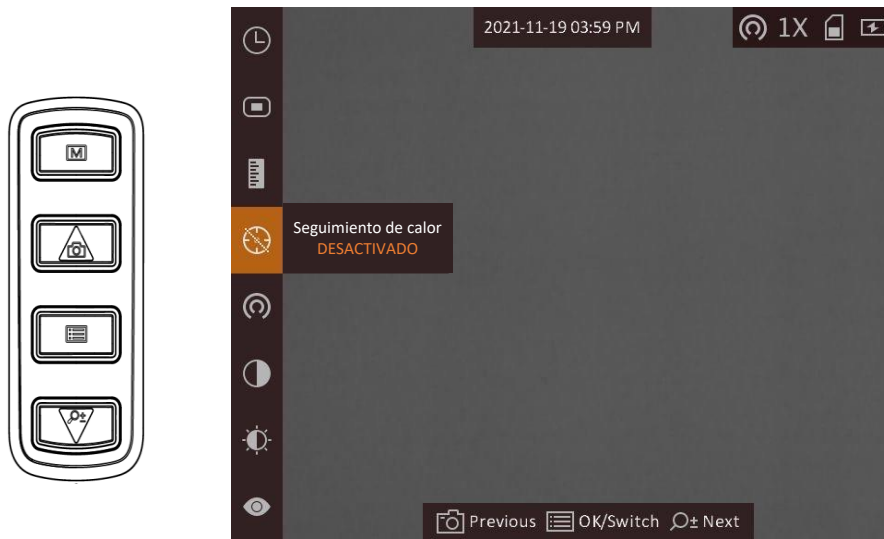 M
2021-11-19 03:59 PM
1X
Seguimiento de calor
DESACTIVADO
Previous OK/Switch Next